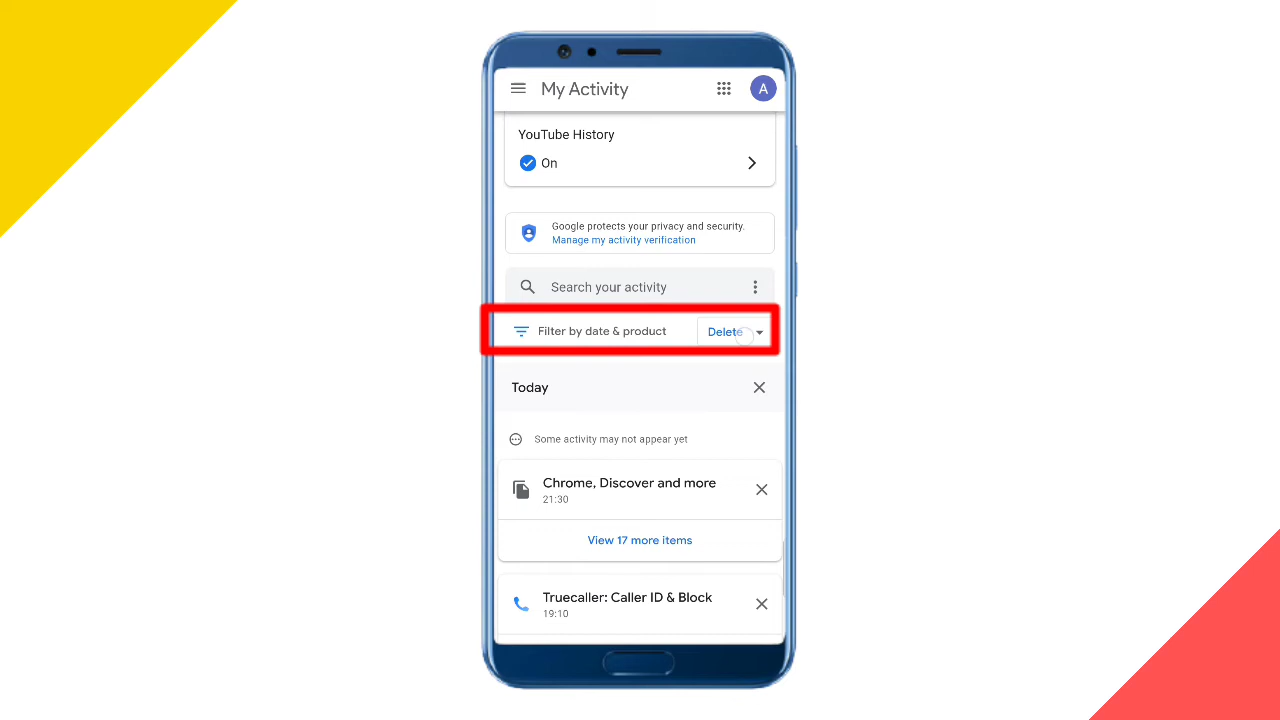 My Activity
A
YouTube History
On
Google protects your privacy and security.
Manage my activity verification
Search your activity
Filter by date & product
Delete
Today
Some activity may not appear yet
Chrome, Discover and more
21:30
View 17 more items
Truecaller: Caller ID & Block
19:10